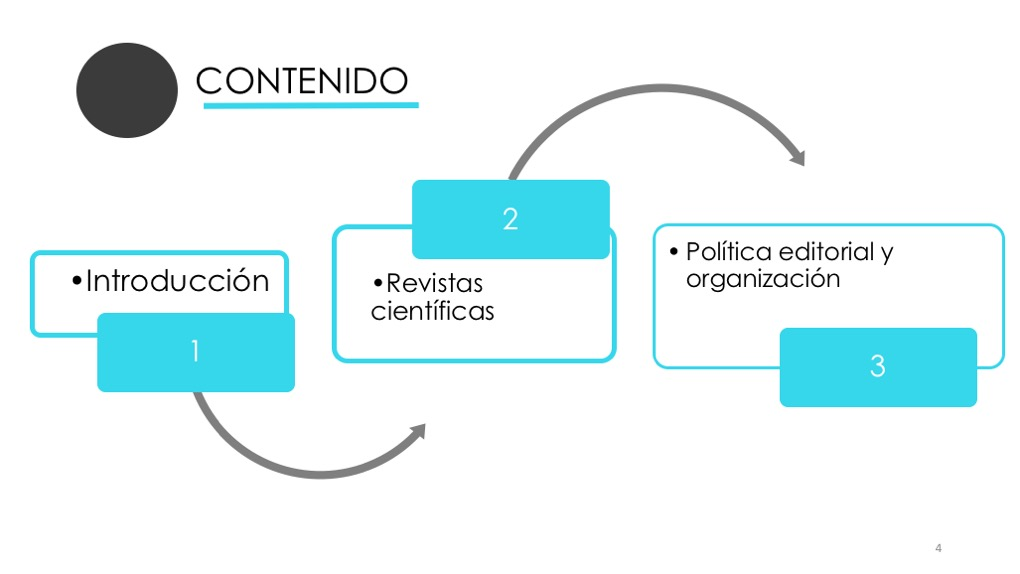 CONTENIDO
•Introducción
1
2
•Revistas
científicas
• Política editorial y
organización
3
4